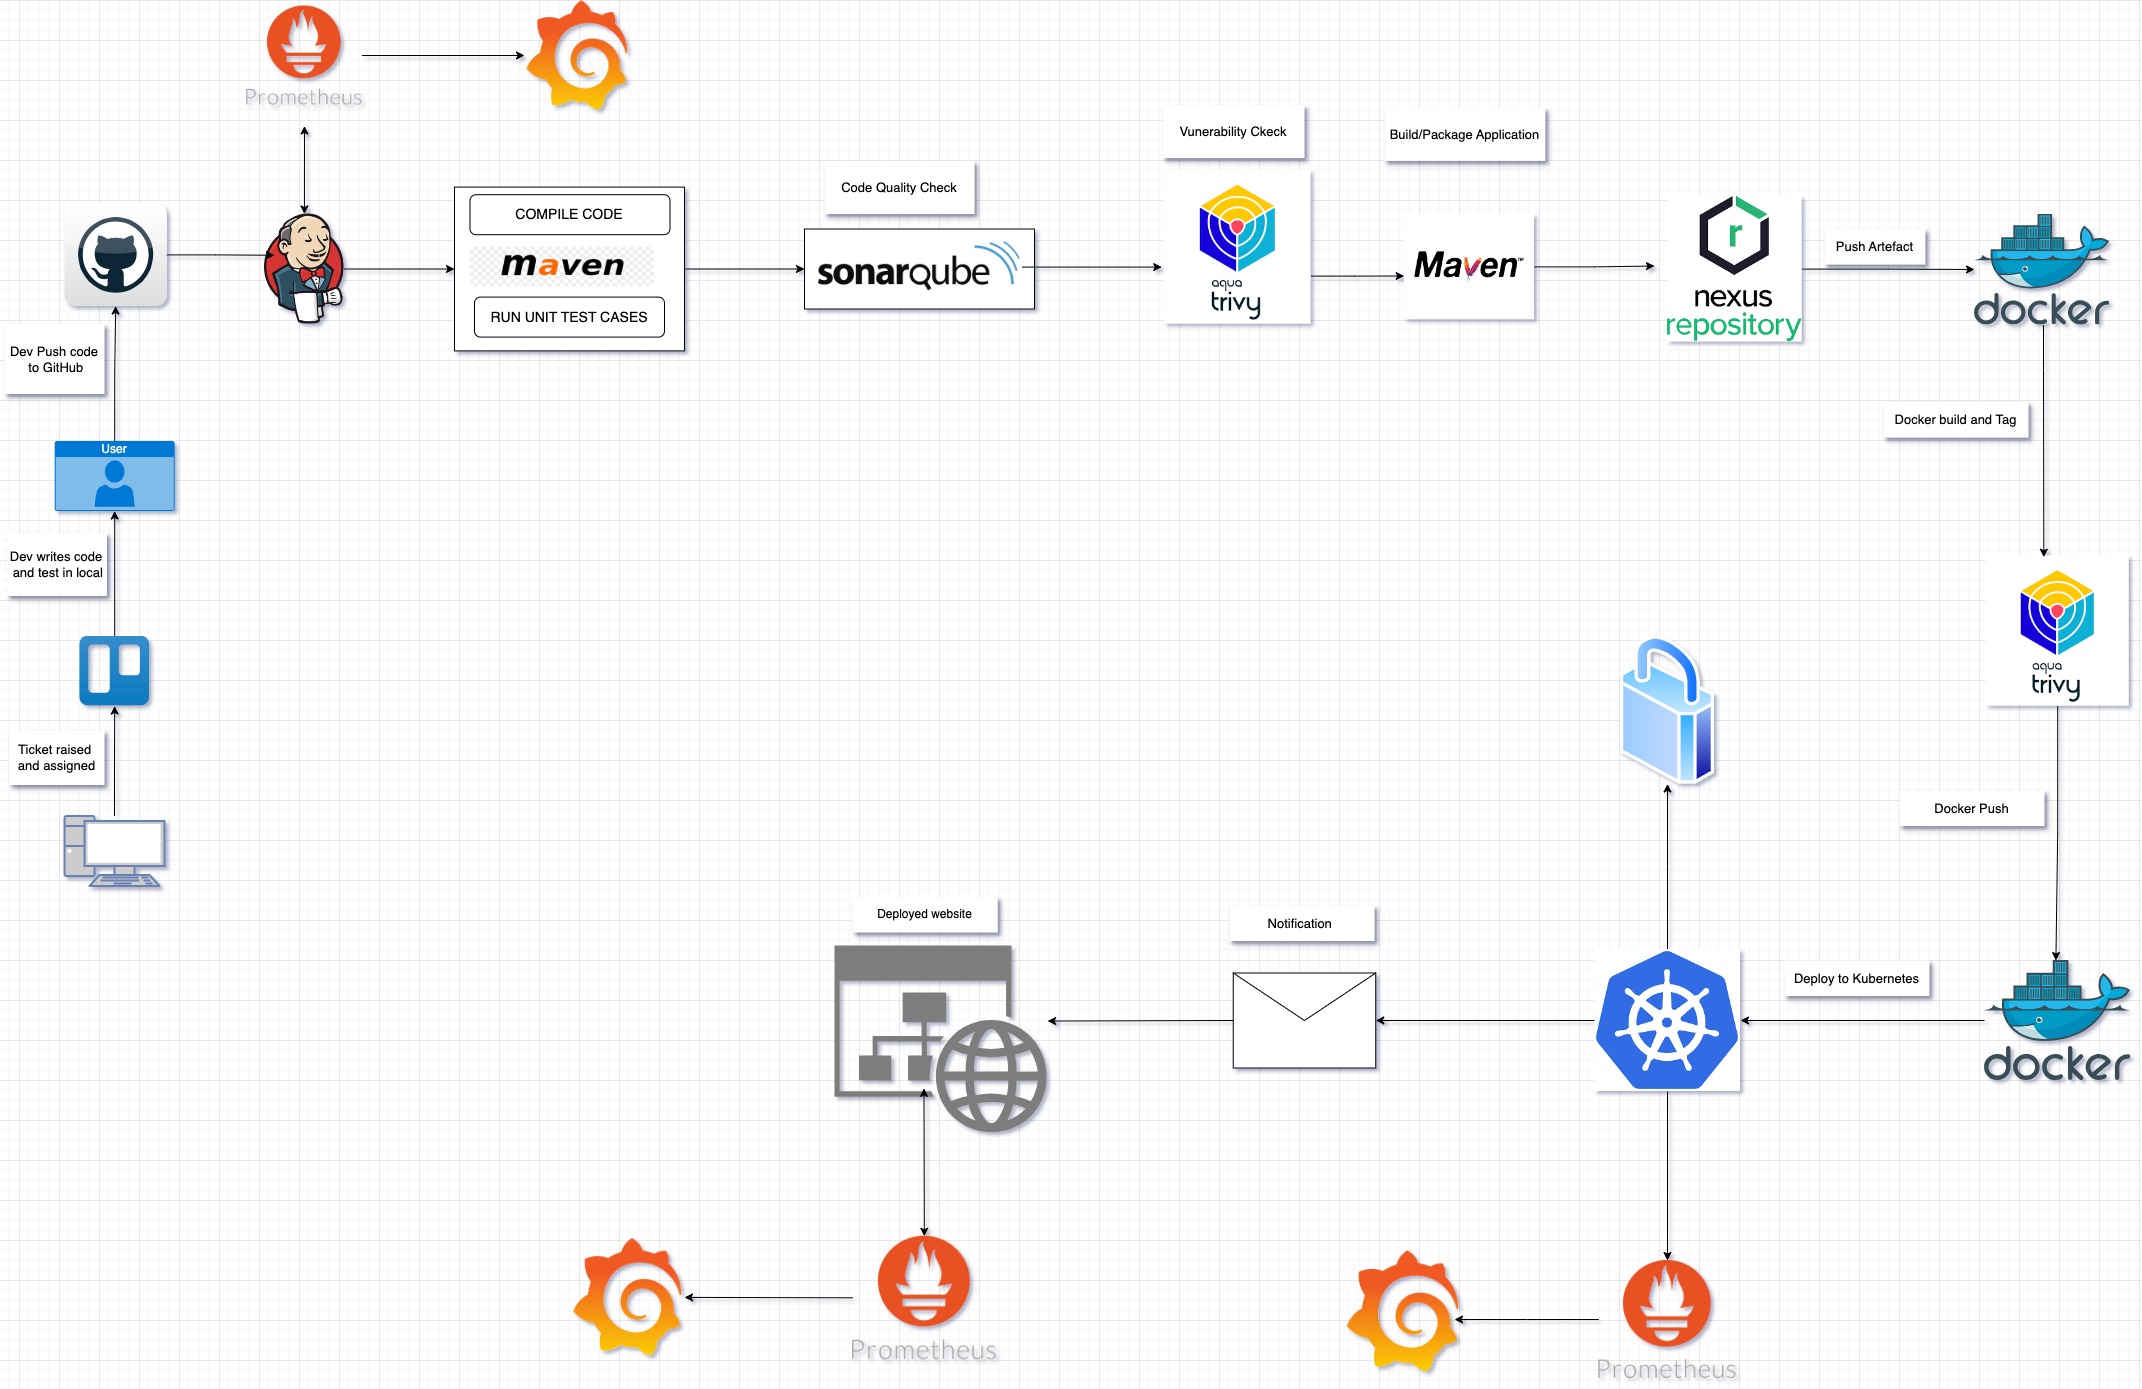 Prometheus
Vunerability Ckeck
Build/Package Application
Code Quality Check
COMPILE CODE
maven
RUN UNIT TEST CASES
sonarqube
aqua
trivy
Maven™
r
nexus
repository
Push Artefact
docker
Dev Push code
to GitHub
User
Dev writes code
and test in local
Ticket raised
and assigned
Docker build and Tag
aqua
trivy
Docker Push
Deployed website
Notification
Deploy to Kubernetes
docker
Prometheus
Prometheus